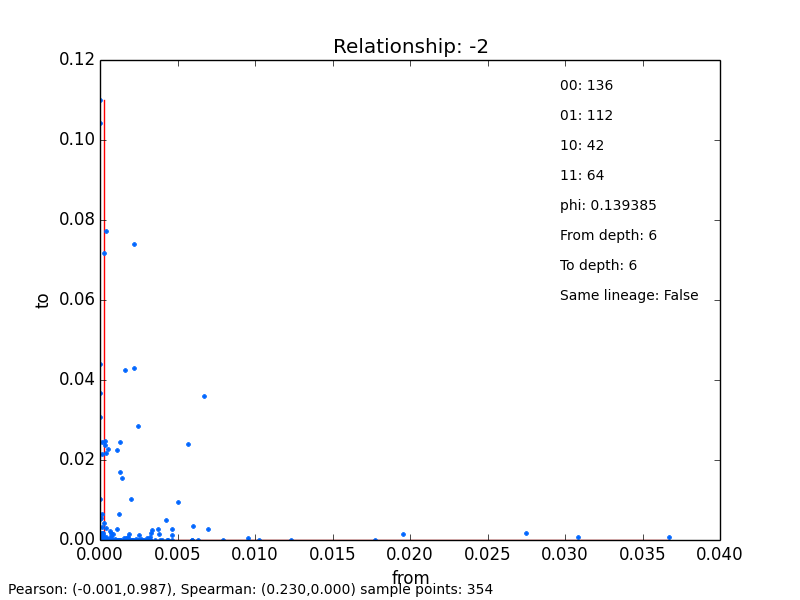 Relationship: -2
0.12
0.10
0.08
0.06
0.04
0.02
0.00
to
00: 136
01: 112
10: 42
11: 64
phi: 0.139385
From depth: 6
To depth: 6
Same lineage: False
0.000 0.005 0.010 0.015 0.020 0.025 0.030 0.035 0.040
from
Pearson: (-0.001,0.987), Spearman: (0.230,0.000) sample points: 354